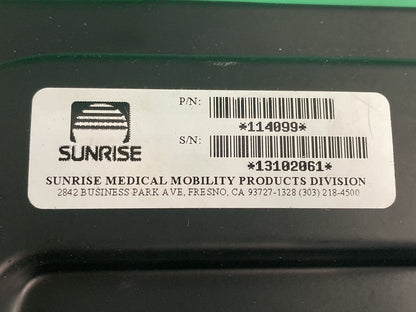 P/N:
*114099*
S/N:
*13102061*
SUNRISE
SUNRISE MEDICAL MOBILITY PRODUCTS DIVISION
2842 BUSINESS PARK AVE, FRESNO, CA 93727-1328 (303) 218-4500